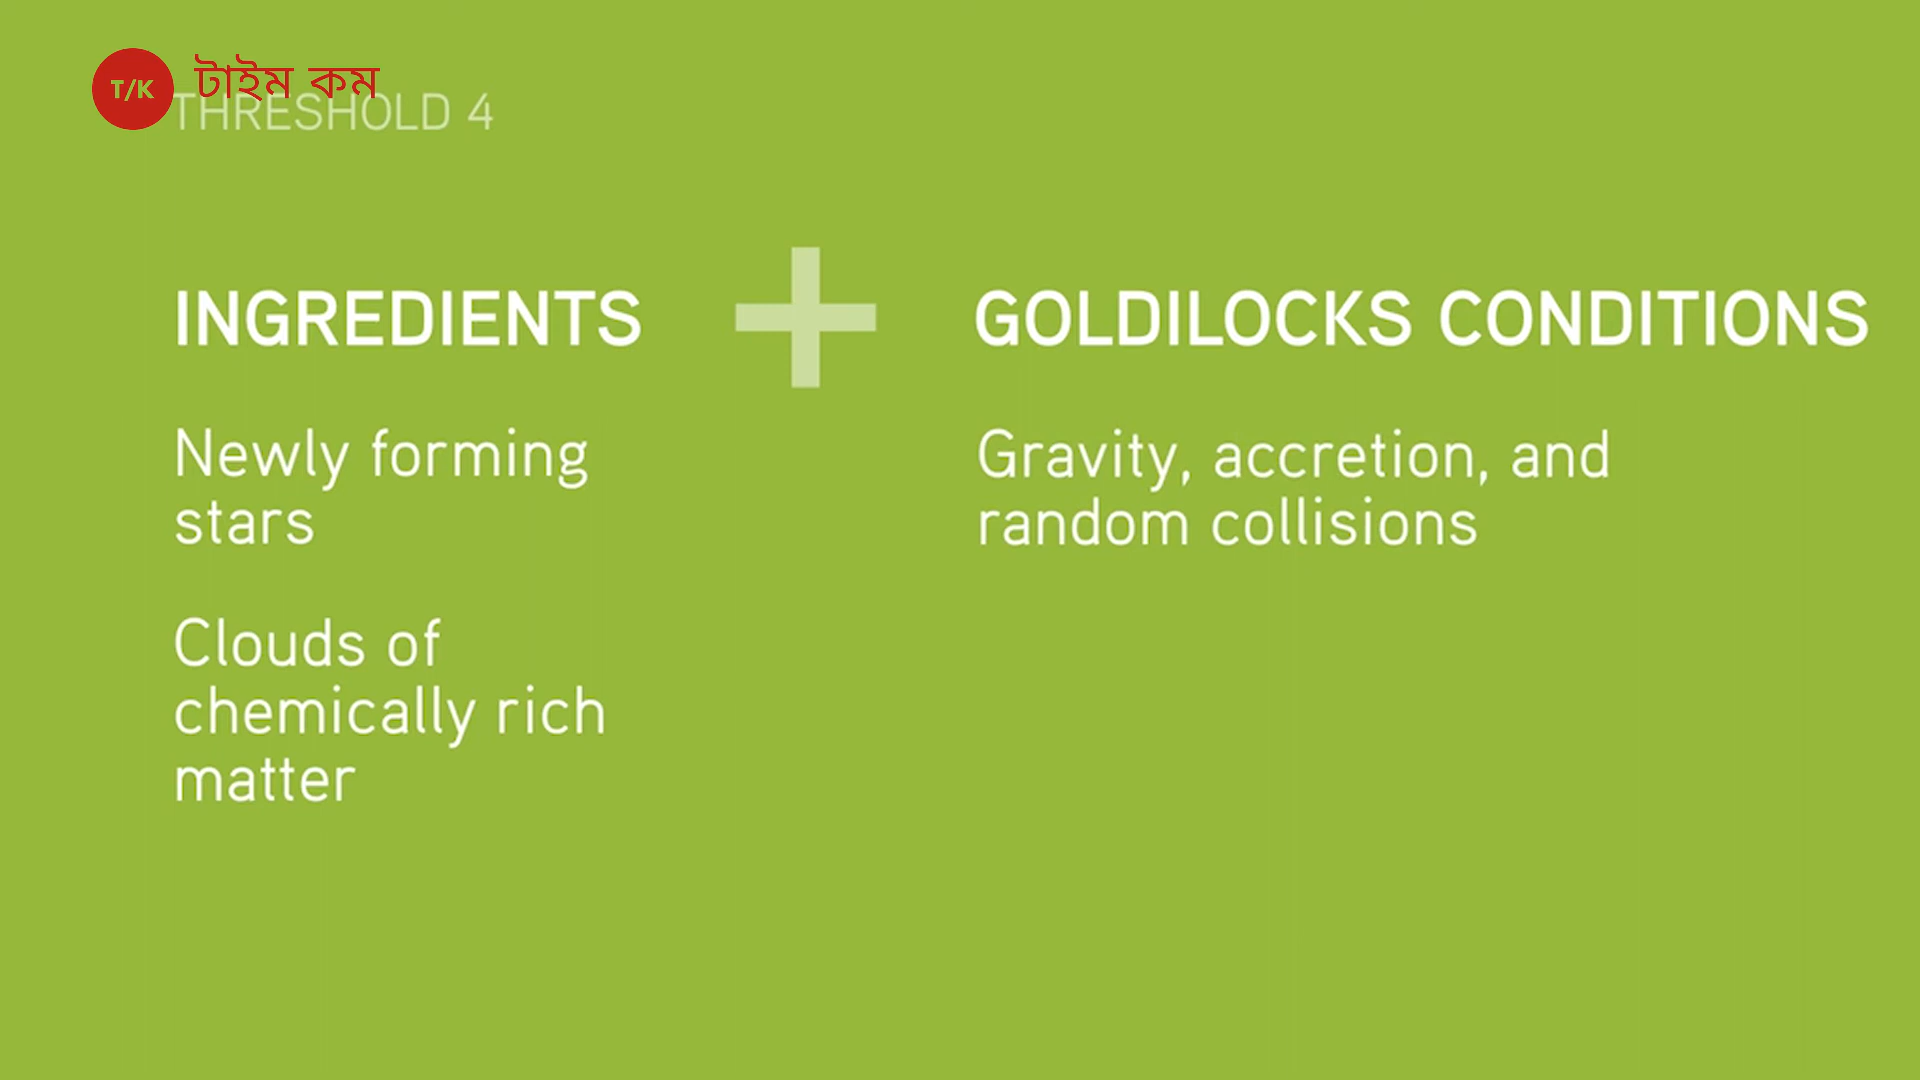 T/K টাইম কম
THRESHOLD 4
INGREDIENTS + GOLDILOCKS CONDITIONS
Newly forming
stars
Clouds of
chemically rich
matter
Gravity, accretion, and
random collisions